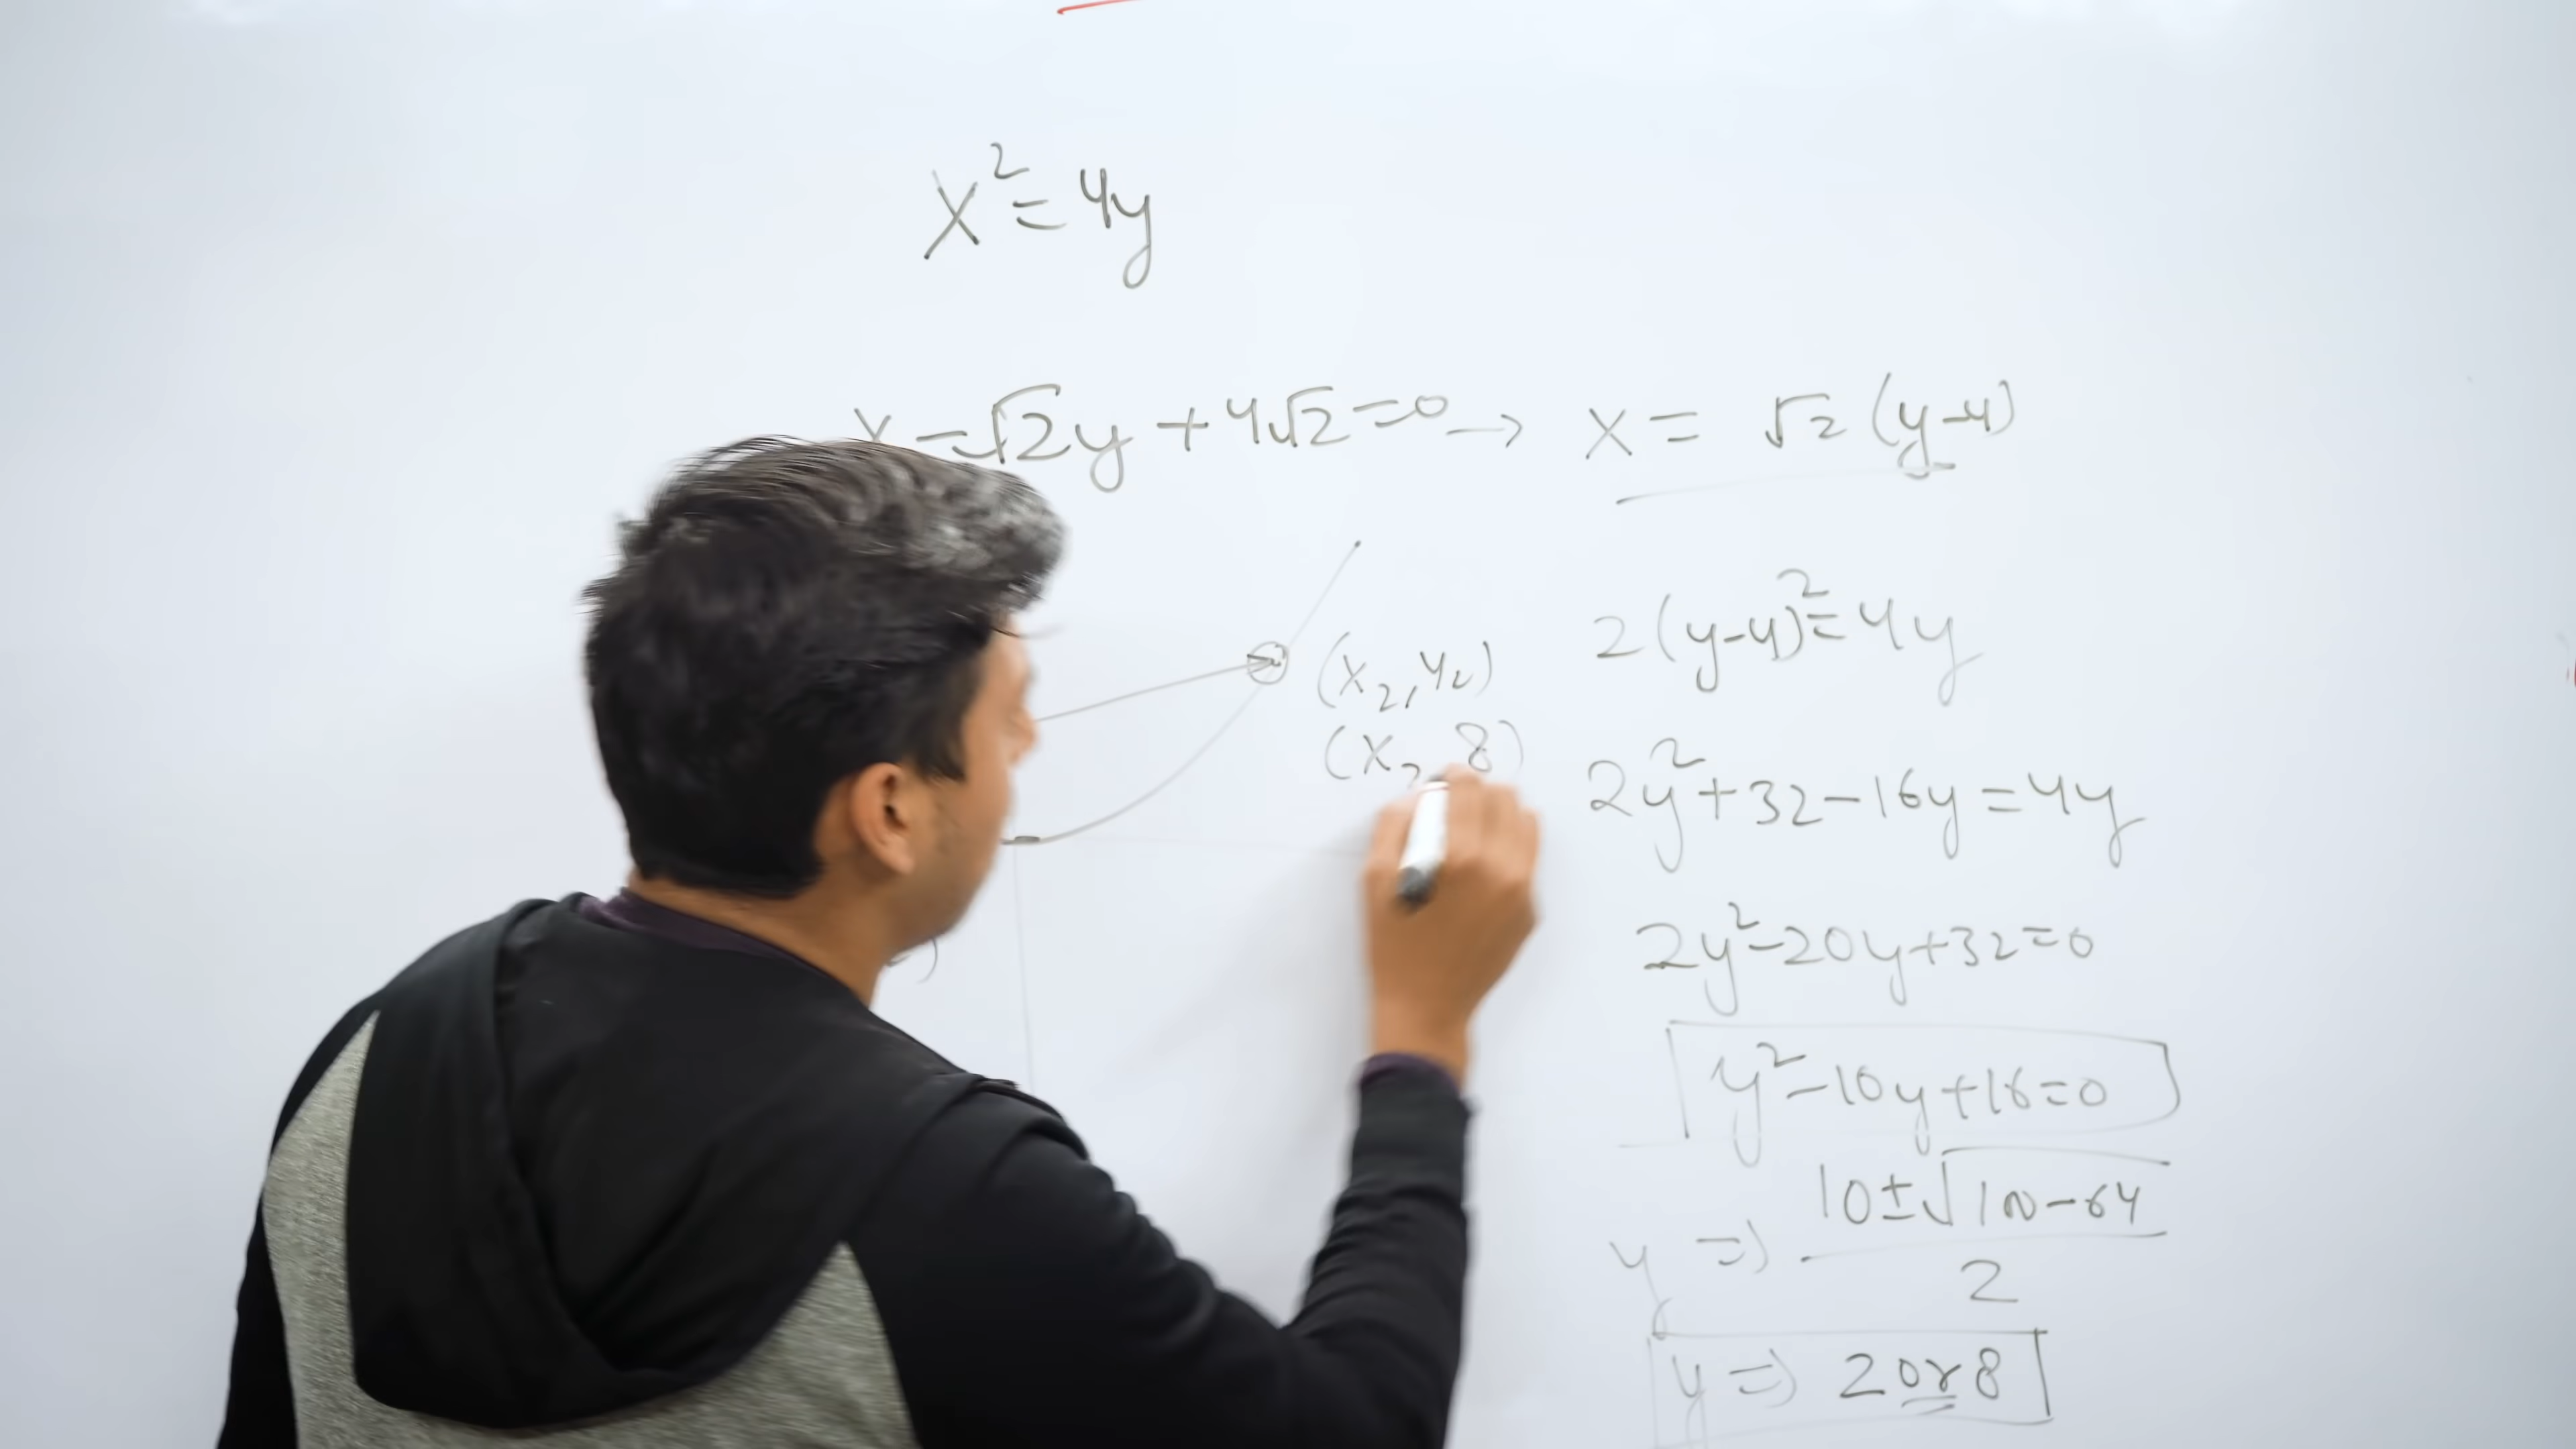 x² = 4y
x - √2y + 4√2 = 0 → x = √2 (y-4)
2(y-4)² = 4y
(x₂, y₂)
(x₂, 8)
2y² + 32 - 16y = 4y
2y² - 20y + 32 = 0
y² - 10y + 16 = 0
y ⇒ 10 ± √100 - 64 / 2
y ⇒ 2 or 8